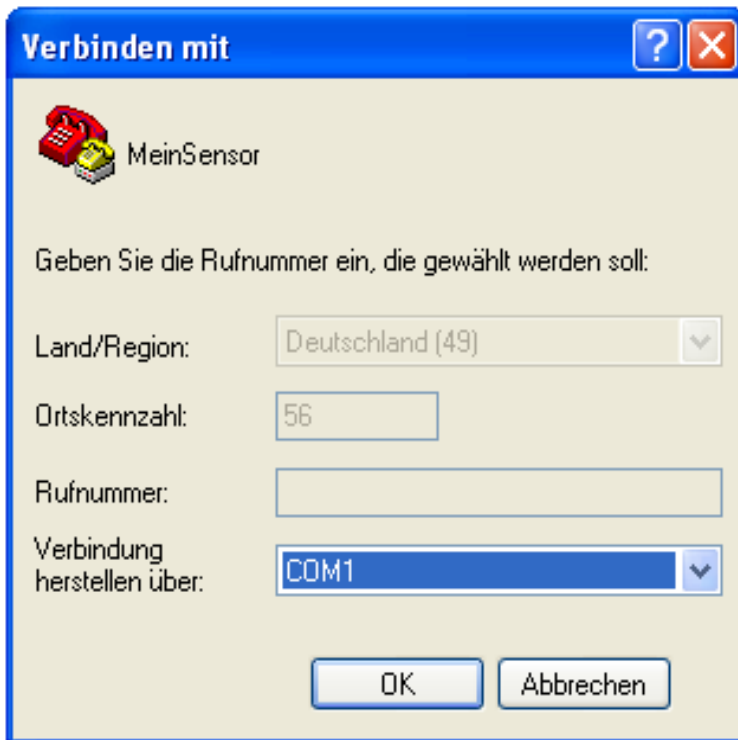 Verbinden mit
?
MeinSensor
Geben Sie die Rufnummer ein, die gewählt werden soll:
Land/Region:
Deutschland (49)
Ortskennzahl:
56
Rufnummer:
Verbindung
herstellen über:
COM1
OK
Abbrechen